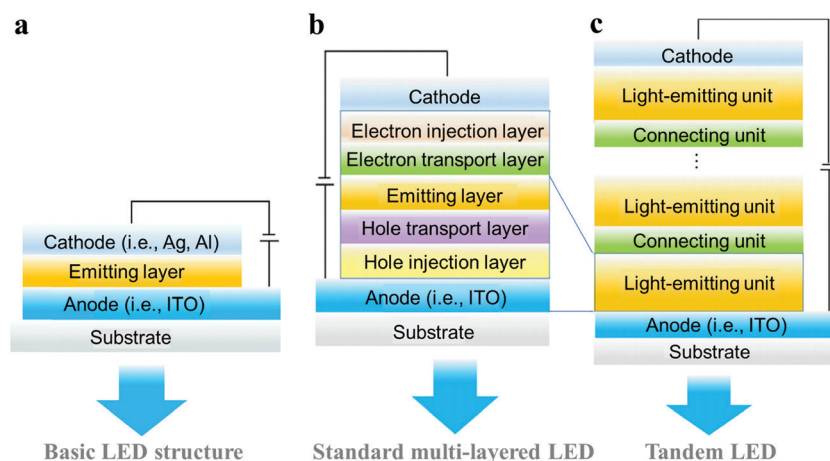 a
Cathode (i.e., Ag, Al)
Emitting layer
Anode (i.e., ITO)
Substrate
Basic LED structure
b
Cathode
Electron injection layer
Electron transport layer
Emitting layer
Hole transport layer
Hole injection layer
Anode (i.e., ITO)
Substrate
Standard multi-layered LED
c
Cathode
Light-emitting unit
Connecting unit
⋮
Light-emitting unit
Connecting unit
Light-emitting unit
Anode (i.e., ITO)
Substrate
Tandem LED